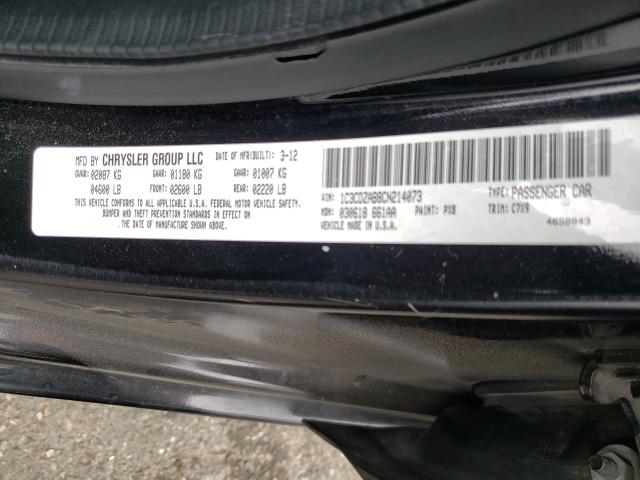 MFD BY CHRYSLER GROUP LLC DATE OF MFR(BUILT): 3-12
GVWR: 02087 KG GAWR: 01180 KG GAWR: 01007 KG
04600 LB FRONT: 02600 LB REAR: 02220 LB
THIS VEHICLE CONFORMS TO ALL APPLICABLE
U.S.A. FEDERAL MOTOR VEHICLE SAFETY,
BUMPER AND THEFT PREVENTION STANDARDS IN EFFECT ON
THE DATE OF MANUFACTURE SHOWN ABOVE.
VIN: 1C3CDZAB8CN214073 TYPE: PASSENGER CAR
MDH: 030618 661AA PAINT: PX8 TRIM: C7X9
VEHICLE MADE IN U.S.A. 4650043